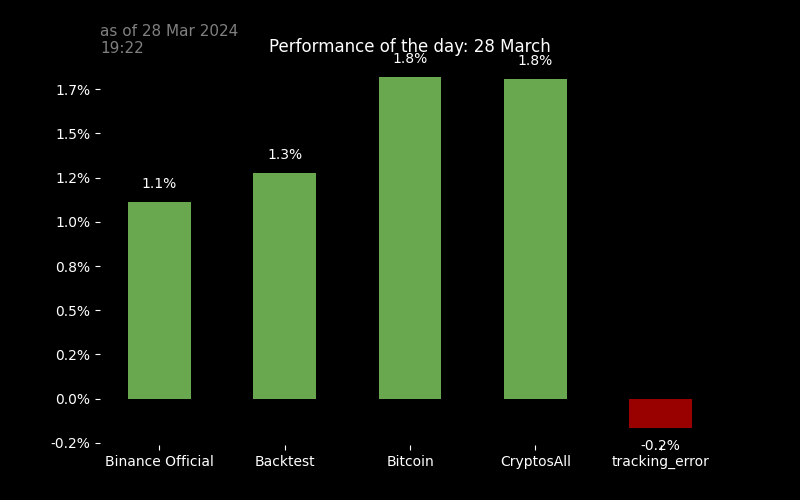 as of 28 Mar 2024
19:22
Performance of the day: 28 March
1.8%
1.8%
1.7%
1.5%
1.3%
1.2%
1.1%
1.0%
0.8%
0.5%
0.2%
0.0%
-0.2%
-0.2%
Binance Official
Backtest
Bitcoin
CryptosAll
tracking_error